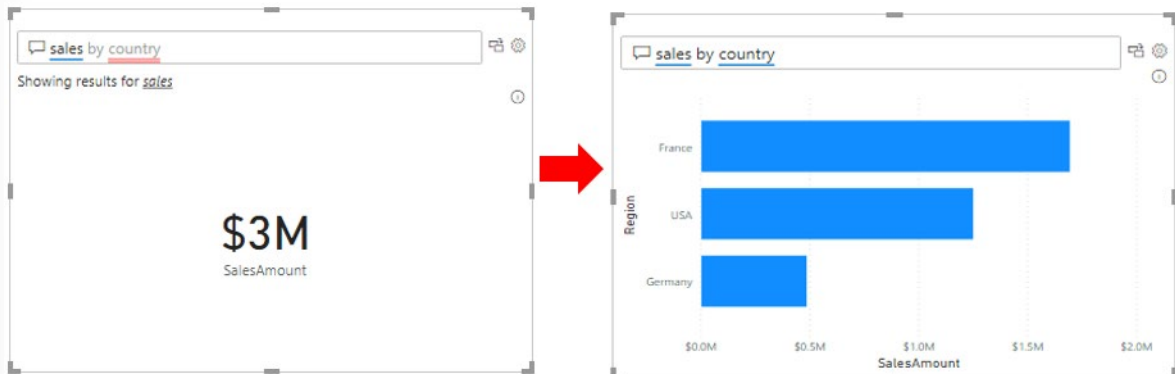 sales by country
Showing results for sales
$3M
SalesAmount
sales by country
France
USA
Germany
Region
$0.0M $0.5M $1.0M $1.5M $2.0M
SalesAmount